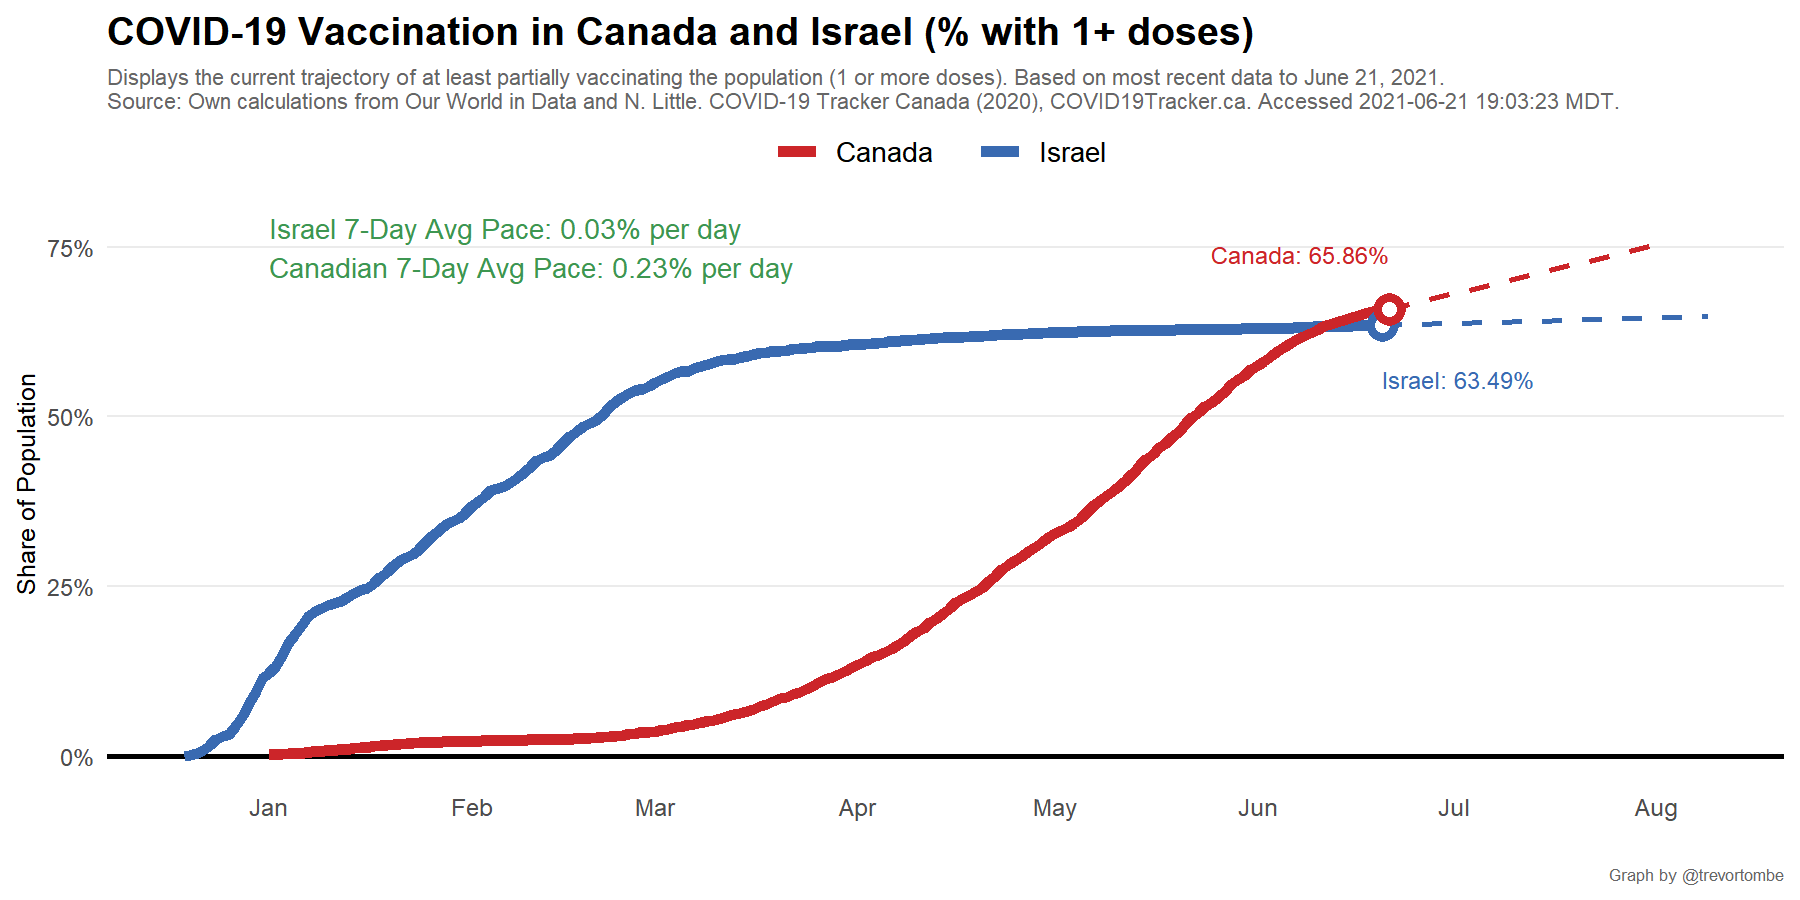 COVID-19 Vaccination in Canada and Israel (% with 1+ doses)
Displays the current trajectory of at least partially vaccinating the population (1 or more doses). Based on most recent data to June 21, 2021.
Source: Own calculations from Our World in Data and N. Little. COVID-19 Tracker Canada (2020), COVID19Tracker.ca. Accessed 2021-06-21 19:03:23 MDT.
Canada
Israel
Israel 7-Day Avg Pace: 0.03% per day
Canadian 7-Day Avg Pace: 0.23% per day
Canada: 65.86%
Israel: 63.49%
Share of Population
75%
50%
25%
0%
Jan
Feb
Mar
Apr
May
Jun
Jul
Aug
Graph by @trevortombe